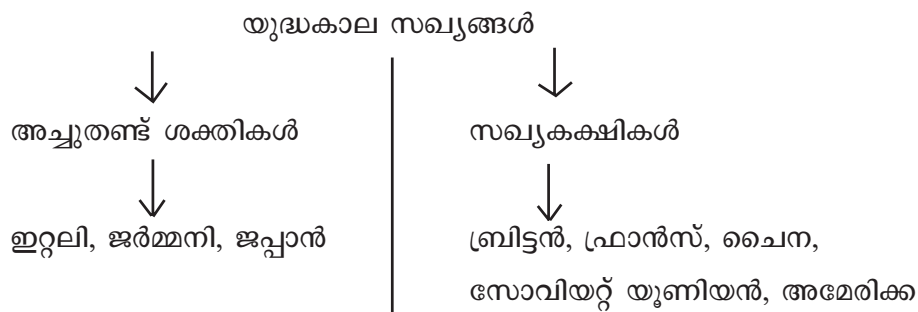 യുദ്ധകാല സഖ്യങ്ങൾ
അച്ചുതണ്ട് ശക്തികൾ
സഖ്യകക്ഷികൾ
ഇറ്റലി, ജർമ്മനി, ജപ്പാൻ
ബ്രിട്ടൻ, ഫ്രാൻസ്, ചൈന,
സോവിയറ്റ് യൂണിയൻ, അമേരിക്ക